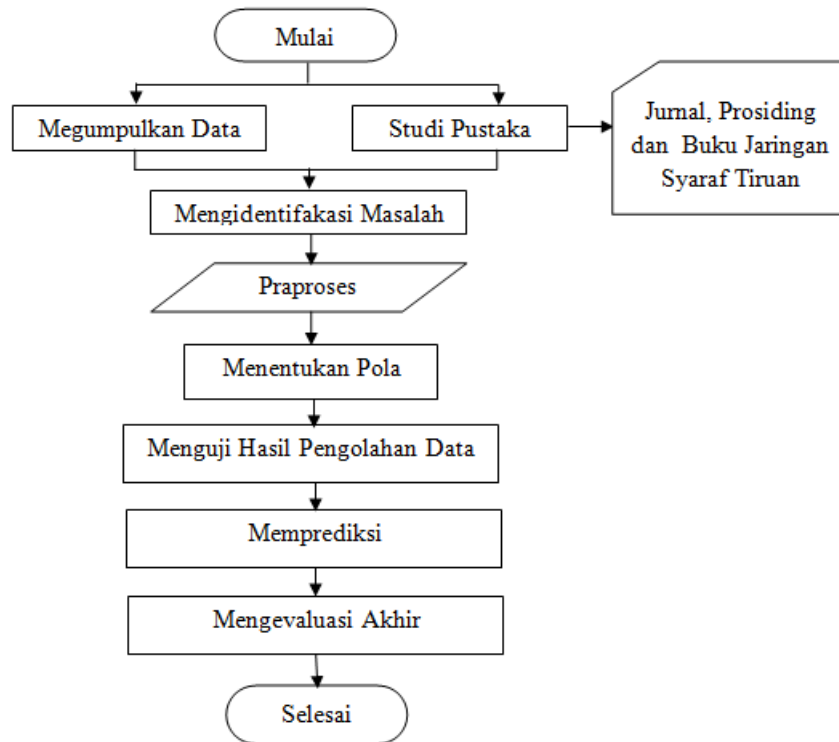 Mulai
Megumpulkan Data
Studi Pustaka
Jurnal, Prosiding
dan Buku Jaringan
Syaraf Tiruan
Mengidentifakasi Masalah
Praproses
Menentukan Pola
Menguji Hasil Pengolahan Data
Memprediksi
Mengevaluasi Akhir
Selesai